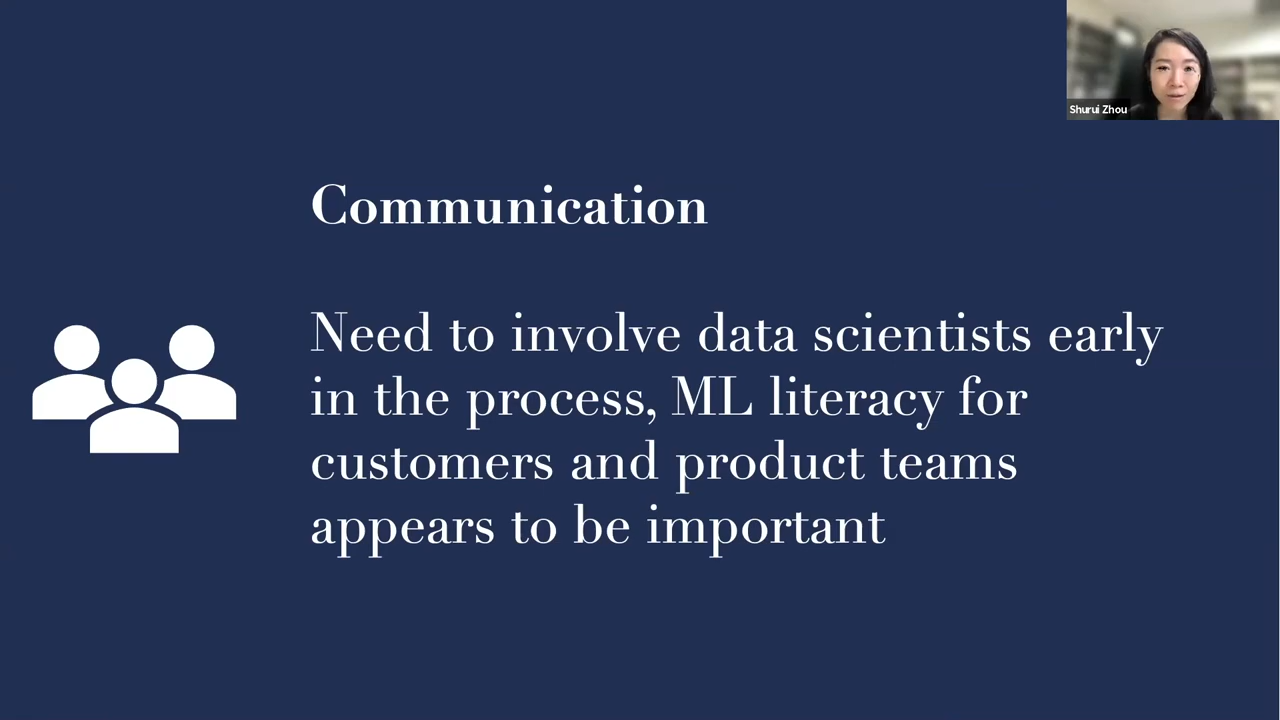 Shurui Zhou
Communication
Need to involve data scientists early
in the process, ML literacy for
customers and product teams
appears to be important